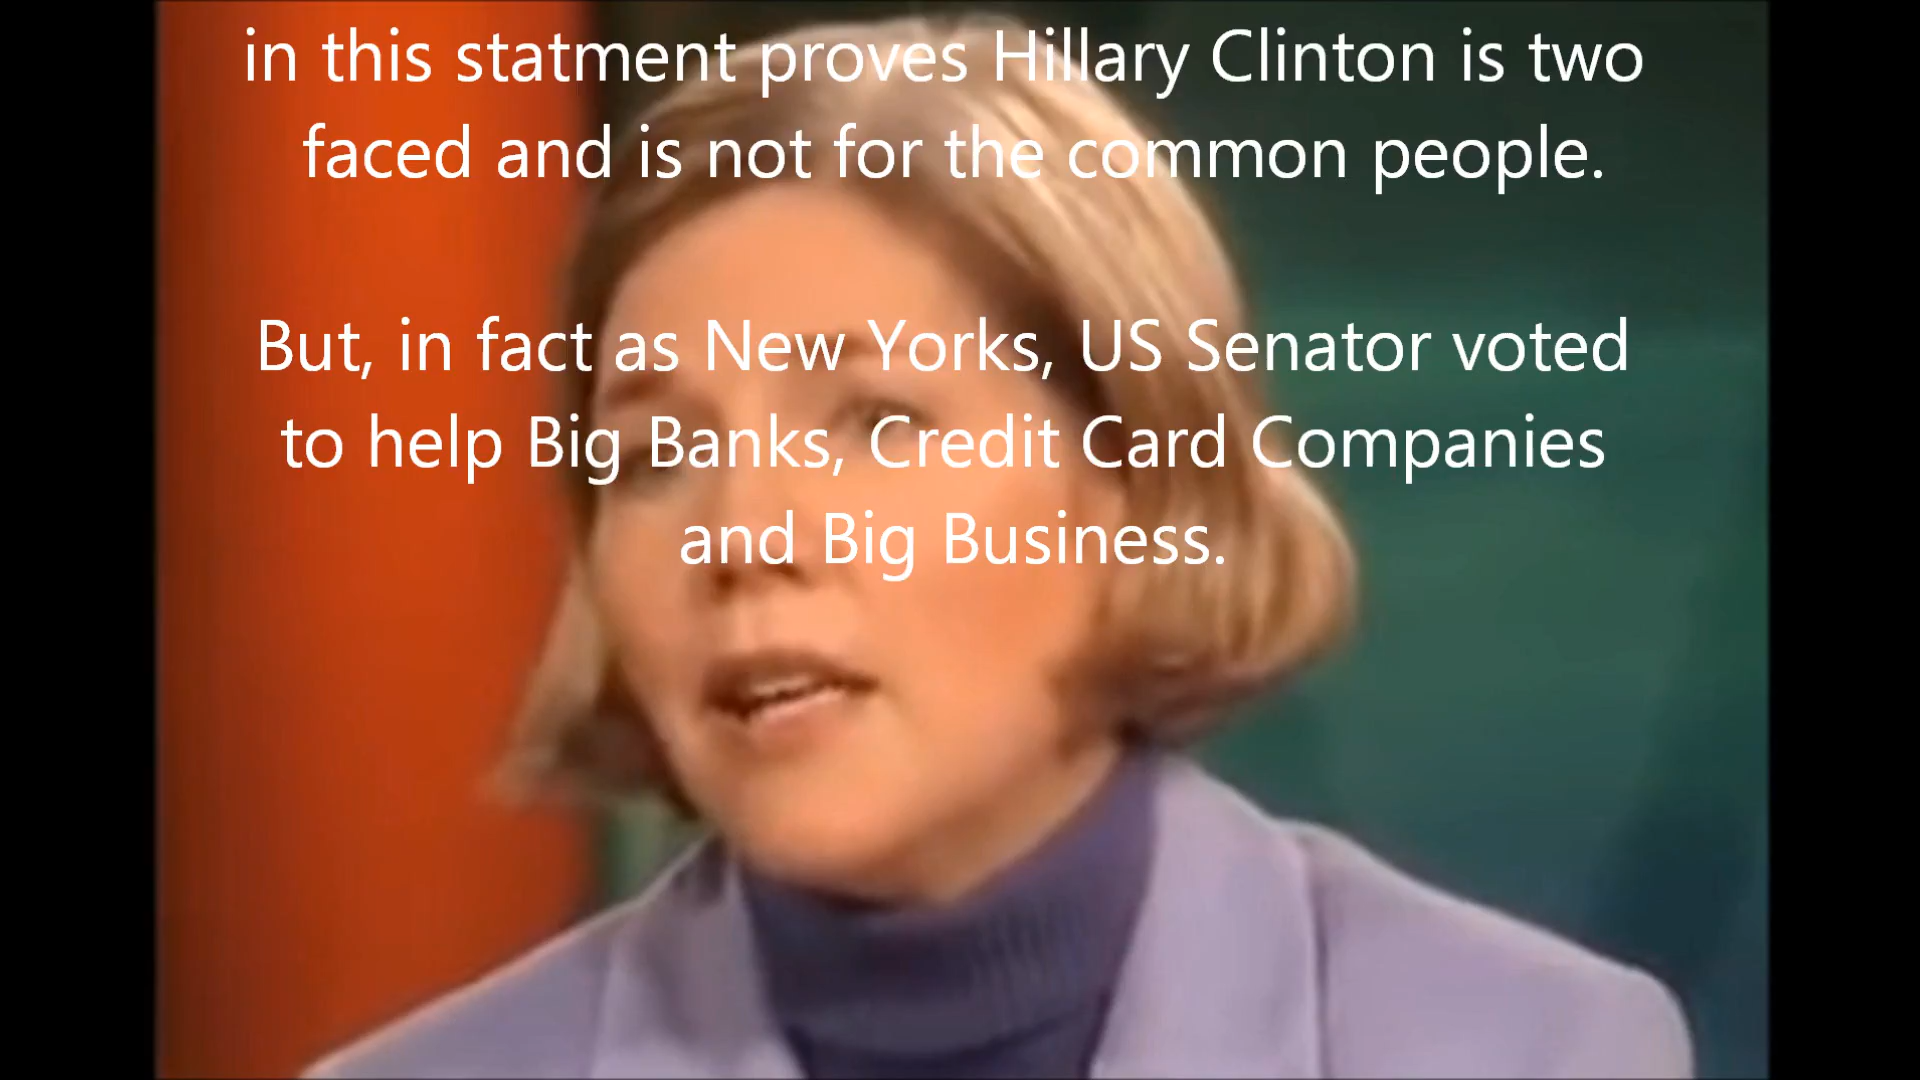 in this statment proves Hillary Clinton is two
faced and is not for the common people.
But, in fact as New Yorks, US Senator voted
to help Big Banks, Credit Card Companies
and Big Business.